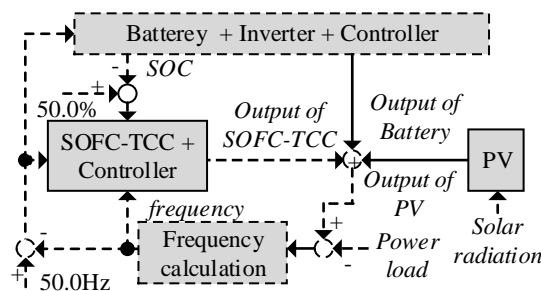 Batterey + Inverter + Controller
-
SOC
+
50.0%
Output of
SOFC-TCC
Output of
Battery
SOFC-TCC +
Controller
+
PV
Output of
PV
frequency
+
Solar
radiation
-
Frequency
calculation
-
Power
load
+
50.0Hz